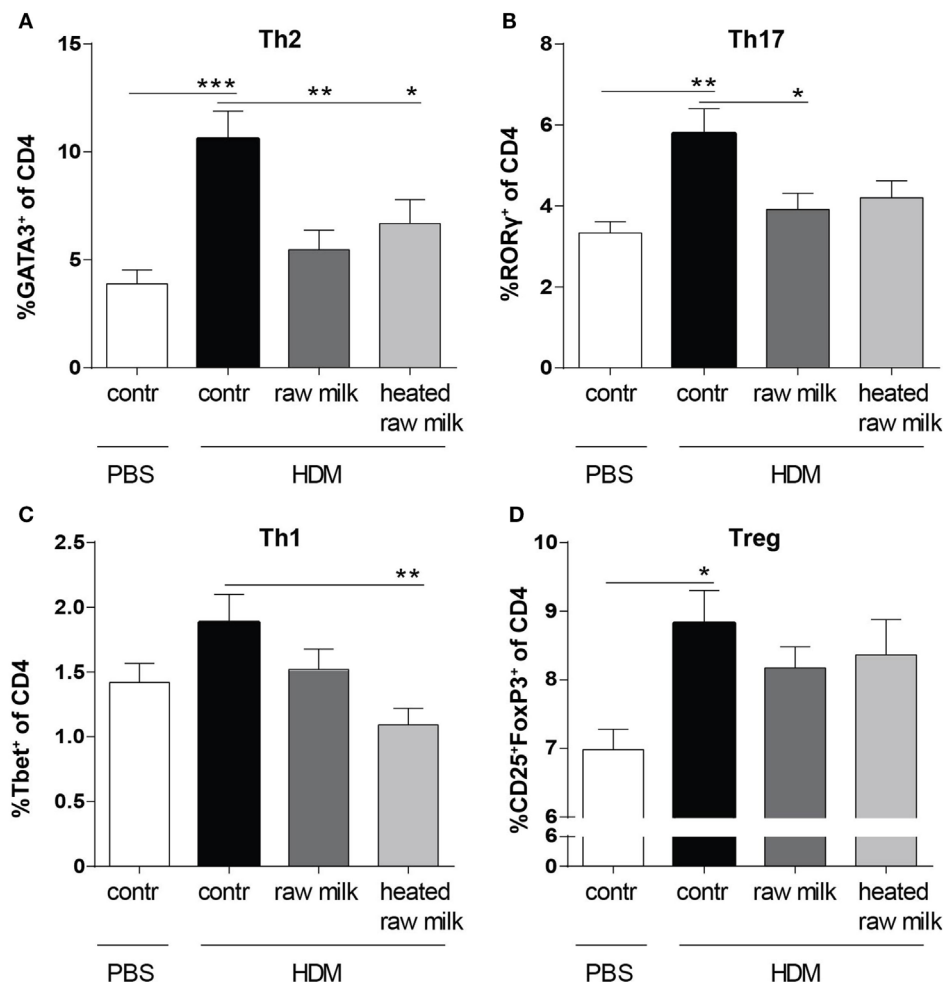 A
Th2
15
10
5
0
%GATA3⁺ of CD4
***
**
*
contr
contr
raw milk
heated
raw milk
PBS
HDM
B
Th17
8
6
4
2
0
%RORγ⁺ of CD4
**
*
contr
contr
raw milk
heated
raw milk
PBS
HDM
C
Th1
2.5
2.0
1.5
1.0
0.5
0
%Tbet⁺ of CD4
**
contr
contr
raw milk
heated
raw milk
PBS
HDM
D
Treg
10
9
8
7
6
6
0
%CD25⁺FoxP3⁺ of CD4
*
contr
contr
raw milk
heated
raw milk
PBS
HDM